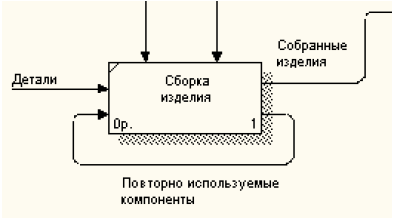 Собранные
изделия
Детали
Сборка
изделия
0р.
1
Повторно используемые
компоненты